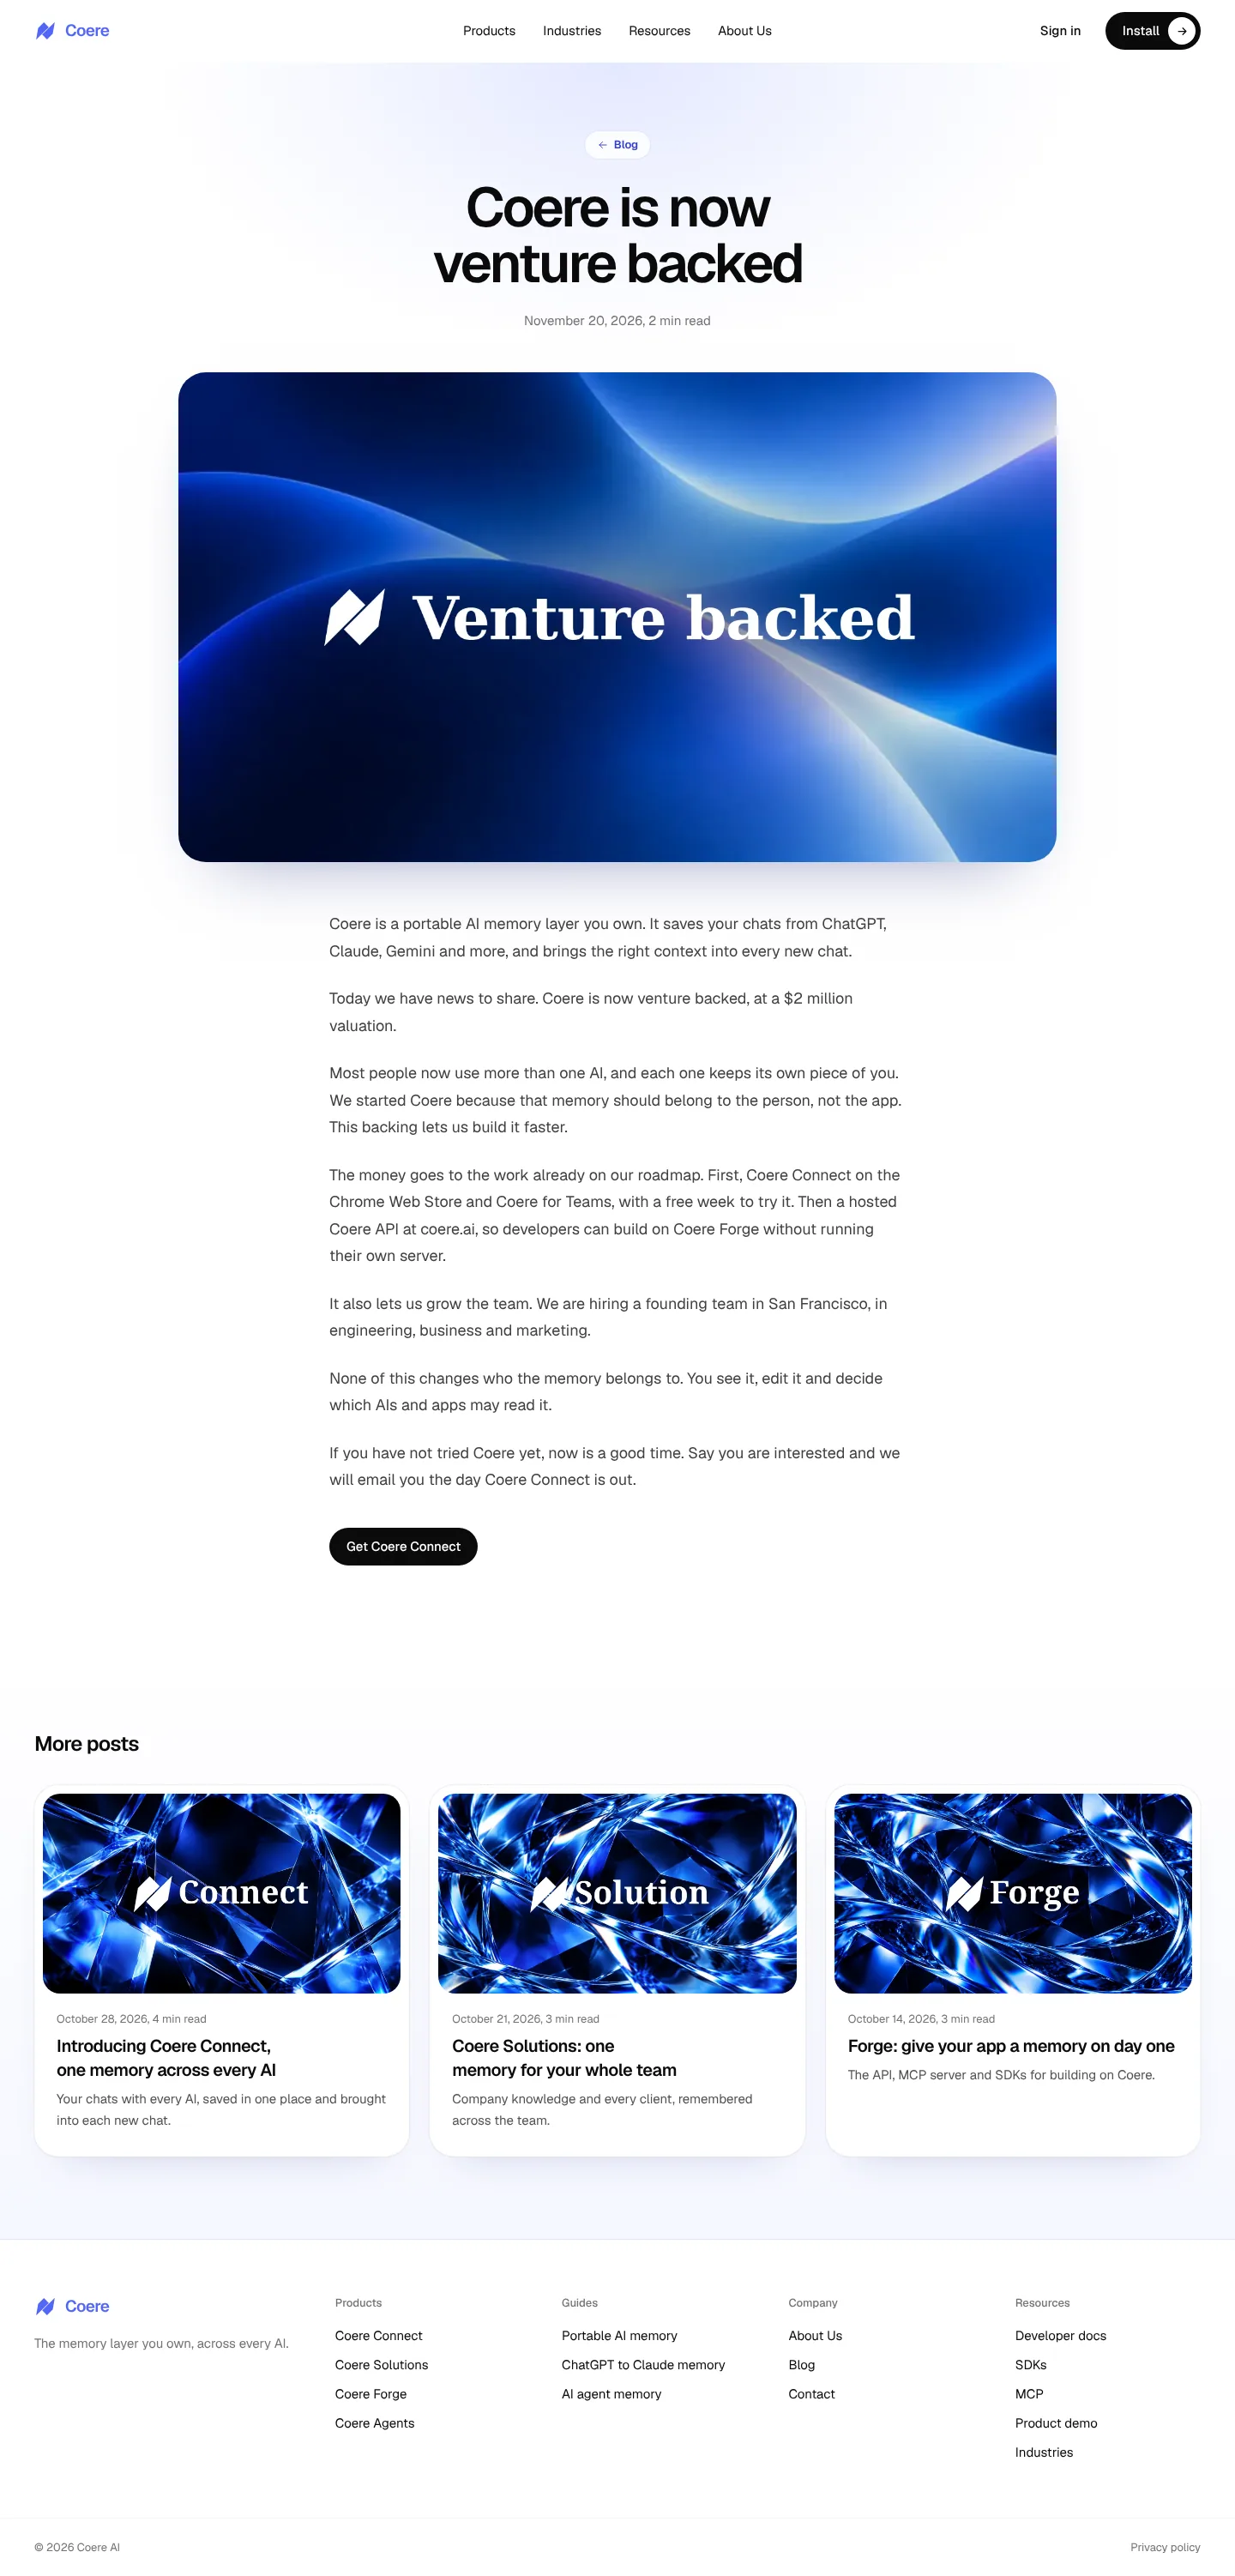 Coere
Products Industries Resources About Us
Sign in
Install →
← Blog
Coere is now
venture backed
November 20, 2026, 2 min read
Venture backed
Coere is a portable AI memory layer you own. It saves your chats from ChatGPT,
Claude, Gemini and more, and brings the right context into every new chat.
Today we have news to share. Coere is now venture backed, at a $2 million
valuation.
Most people now use more than one AI, and each one keeps its own piece of you.
We started Coere because that memory should belong to the person, not the app.
This backing lets us build it faster.
The money goes to the work already on our roadmap. First, Coere Connect on the
Chrome Web Store and Coere for Teams, with a free week to try it. Then a hosted
Coere API at coere.ai, so developers can build on Coere Forge without running
their own server.
It also lets us grow the team. We are hiring a founding team in San Francisco, in
engineering, business and marketing.
None of this changes who the memory belongs to. You see it, edit it and decide
which AIs and apps may read it.
If you have not tried Coere yet, now is a good time. Say you are interested and we
will email you the day Coere Connect is out.
Get Coere Connect
More posts
Connect
October 28, 2026, 4 min read
Introducing Coere Connect,
one memory across every AI
Your chats with every AI, saved in one place and brought
into each new chat.
Solution
October 21, 2026, 3 min read
Coere Solutions: one
memory for your whole team
Company knowledge and every client, remembered
across the team.
Forge
October 14, 2026, 3 min read
Forge: give your app a memory on day one
The API, MCP server and SDKs for building on Coere.
Coere
The memory layer you own, across every AI.
Products
Coere Connect
Coere Solutions
Coere Forge
Coere Agents
Guides
Portable AI memory
ChatGPT to Claude memory
AI agent memory
Company
About Us
Blog
Contact
Resources
Developer docs
SDKs
MCP
Product demo
Industries
© 2026 Coere AI
Privacy policy